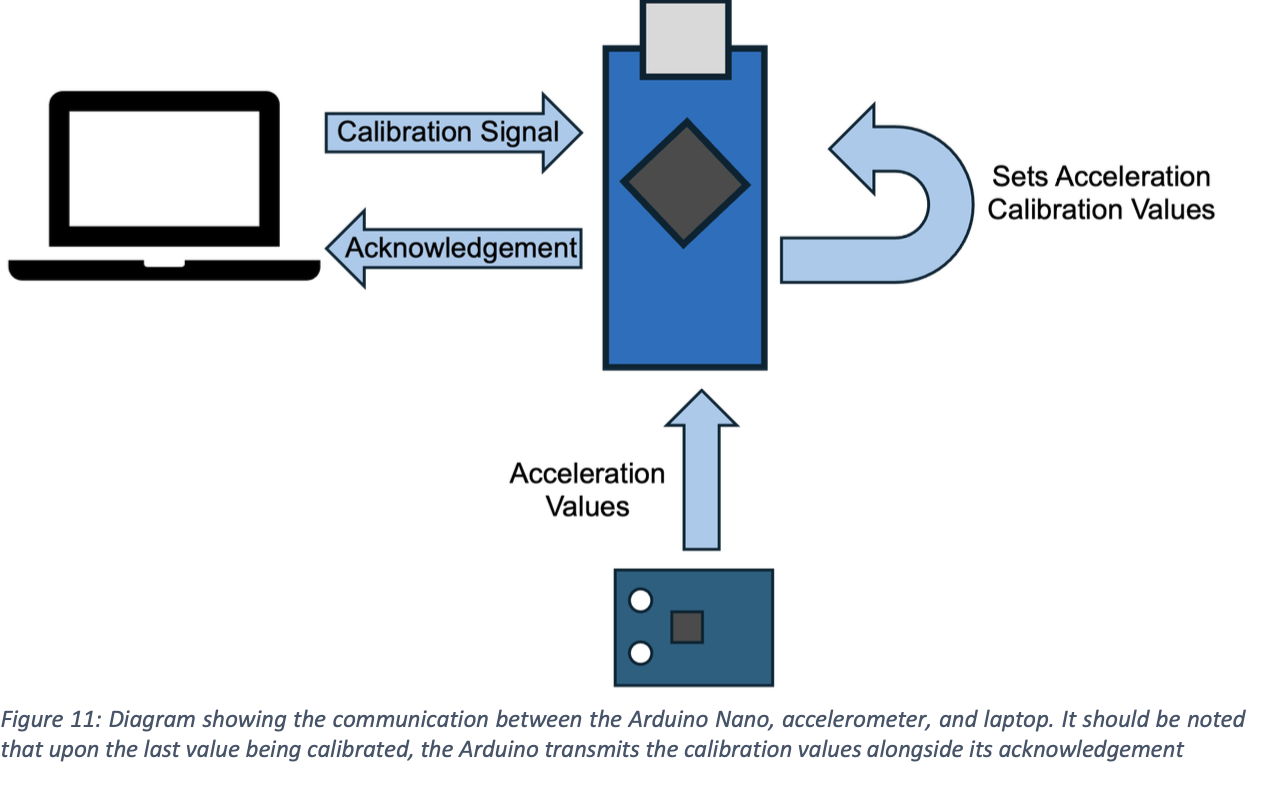 Calibration Signal
Acknowledgement
Sets Acceleration
Calibration Values
Acceleration
Values
Figure 11: Diagram showing the communication between the Arduino Nano, accelerometer, and laptop. It should be noted
that upon the last value being calibrated, the Arduino transmits the calibration values alongside its acknowledgement